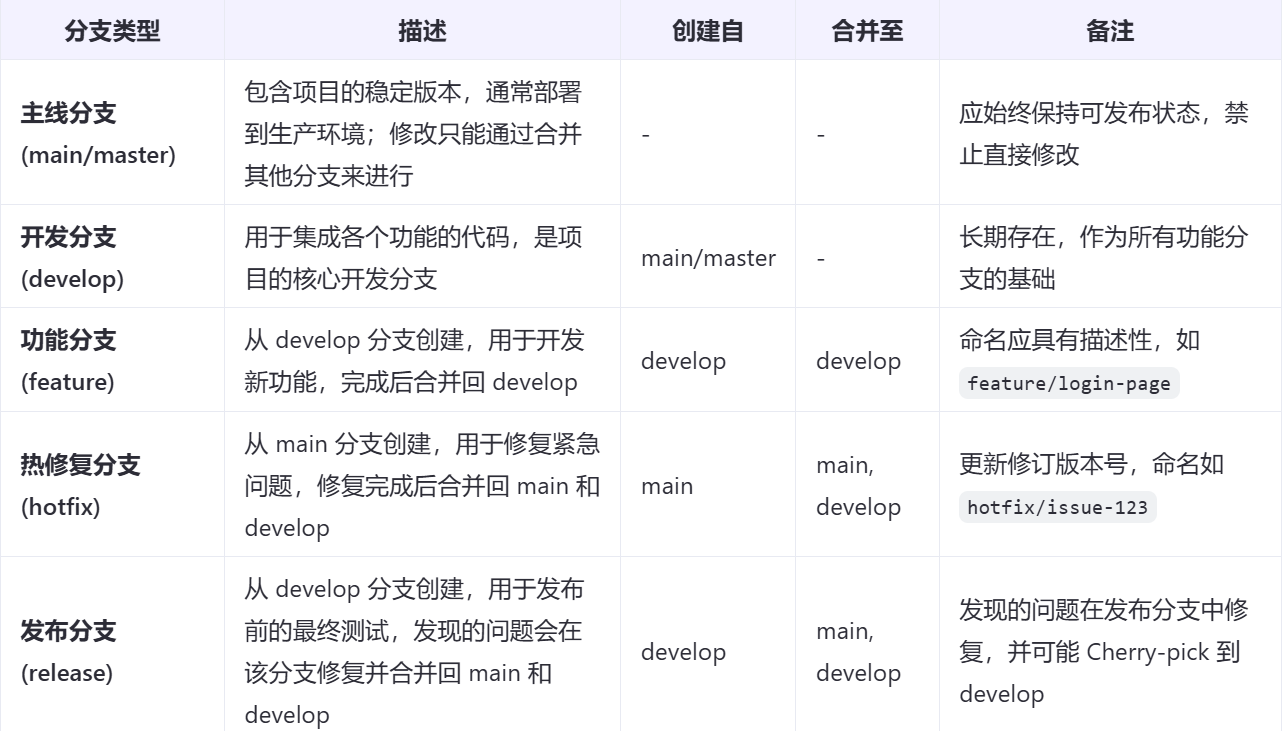 分支类型 描述 创建自 合并至 备注
主线分支
(main/master)
包含项目的稳定版本，通常部署
到生产环境；修改只能通过合并
其他分支来进行
-
-
应始终保持可发布状态，禁
止直接修改
开发分支
(develop)
用于集成各个功能的代码，是项
目的核心开发分支
main/master
-
长期存在，作为所有功能分
支的基础
功能分支
(feature)
从 develop 分支创建，用于开发
新功能，完成后合并回 develop
develop
develop
命名应具有描述性，如
feature/login-page
热修复分支
(hotfix)
从 main 分支创建，用于修复紧急
问题，修复完成后合并回 main 和
develop
main
main,
develop
更新修订版本号，命名如
hotfix/issue-123
发布分支
(release)
从 develop 分支创建，用于发布
前的最终测试，发现的问题会在
该分支修复并合并回 main 和
develop
develop
main,
develop
发现的问题在发布分支中修
复，并可能 Cherry-pick 到
develop